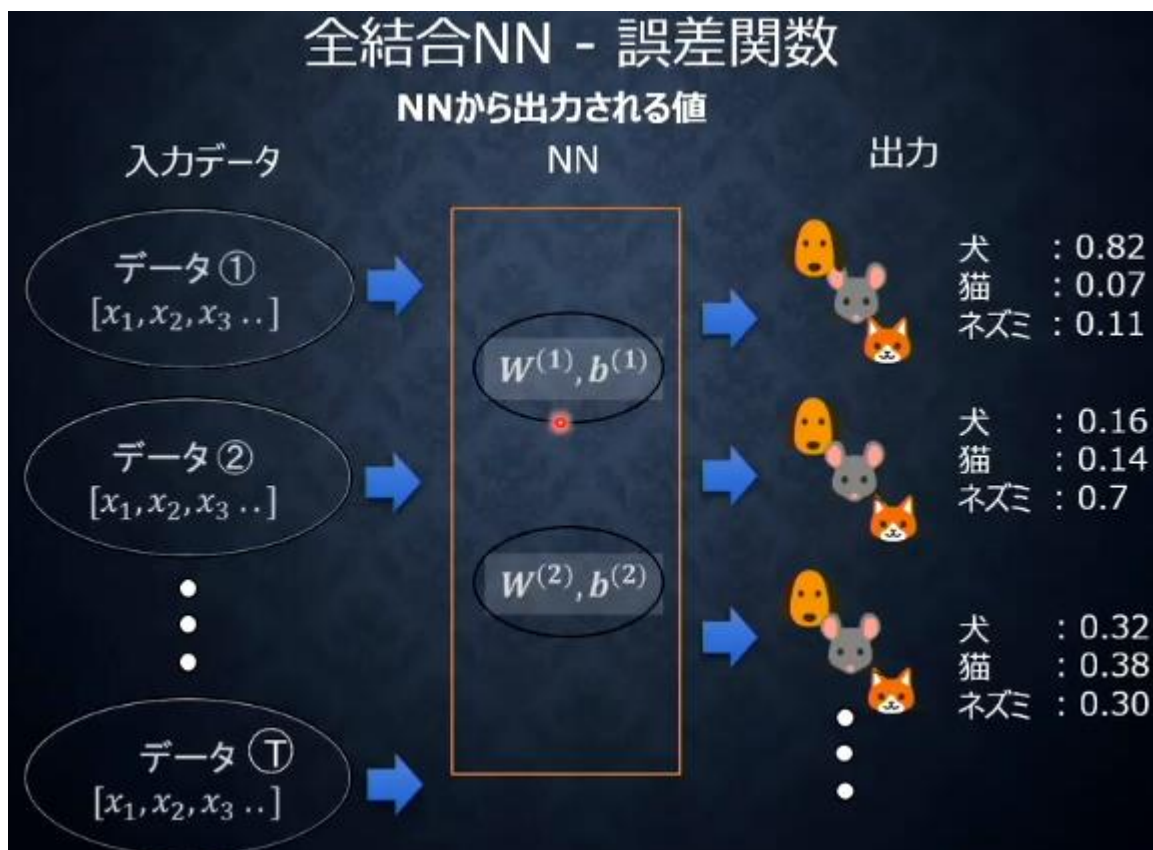 全結合NN - 誤差関数
NNから出力される値
入力データ
NN
出力
データ①
[x₁, x₂, x₃ ..]
W⁽¹⁾, b⁽¹⁾
犬 : 0.82
猫 : 0.07
ネズミ : 0.11
データ②
[x₁, x₂, x₃ ..]
W⁽²⁾, b⁽²⁾
犬 : 0.16
猫 : 0.14
ネズミ : 0.7
犬 : 0.32
猫 : 0.38
ネズミ : 0.30
データⓉ
[x₁, x₂, x₃ ..]